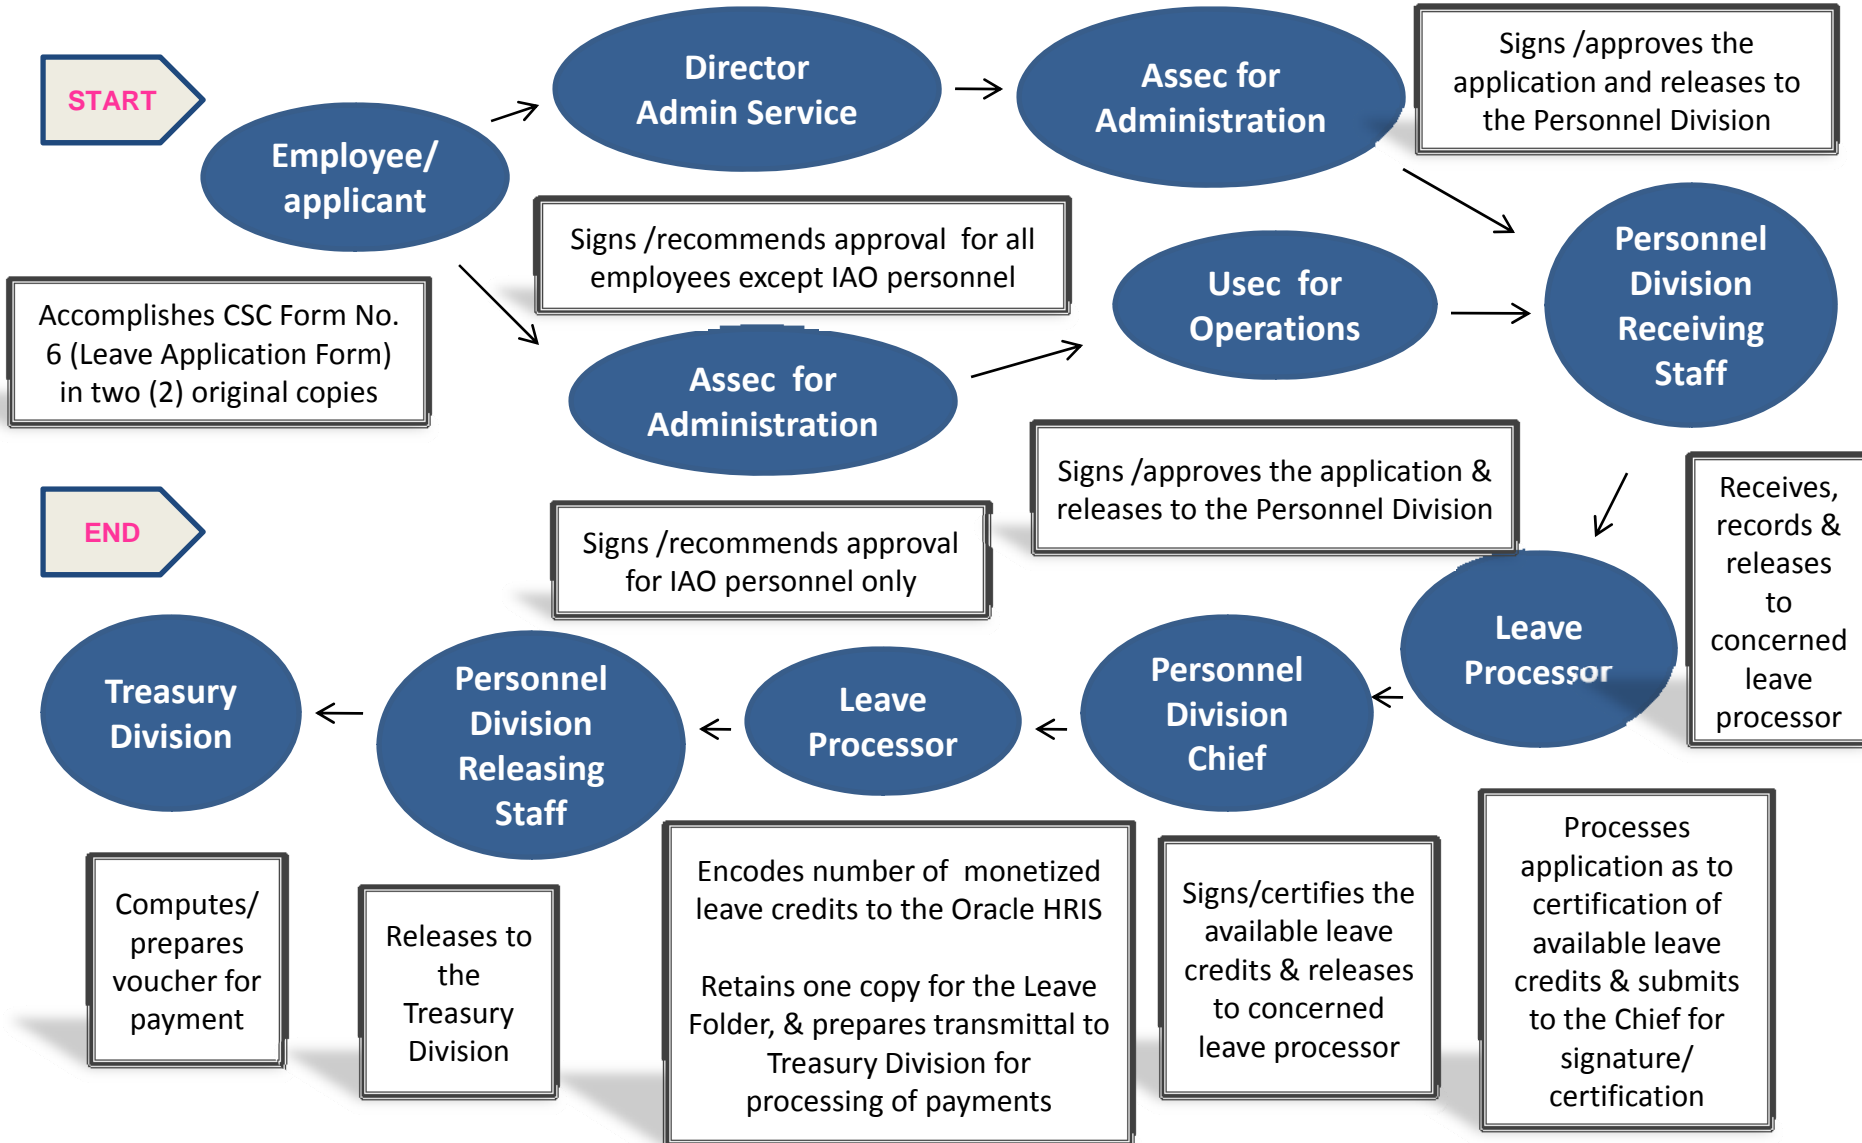 START
Employee/
applicant
Director
Admin Service
Assec for
Administration
Signs /approves the
application and releases to
the Personnel Division
Accomplishes CSC Form No.
6 (Leave Application Form)
in two (2) original copies
Signs /recommends approval  for all
employees except IAO personnel
Assec  for
Administration
Usec  for
Operations
Personnel
Division
Receiving
Staff
END
Signs /recommends approval
for IAO personnel only
Signs /approves the application &
releases to the Personnel Division
Receives,
records &
releases
to
concerned
leave
processor
Leave
Processor
Personnel
Division
Chief
Leave
Processor
Personnel
Division
Releasing
Staff
Treasury
Division
Computes/
prepares
voucher for
payment
Releases to
the
Treasury
Division
Encodes number of  monetized
leave credits to the Oracle HRIS
Retains one copy for the Leave
Folder, & prepares transmittal to
Treasury Division for
processing of payments
Signs/certifies the
available leave
credits & releases
to concerned
leave processor
Processes
application as to
certification of
available leave
credits & submits
to the Chief for
signature/
certification